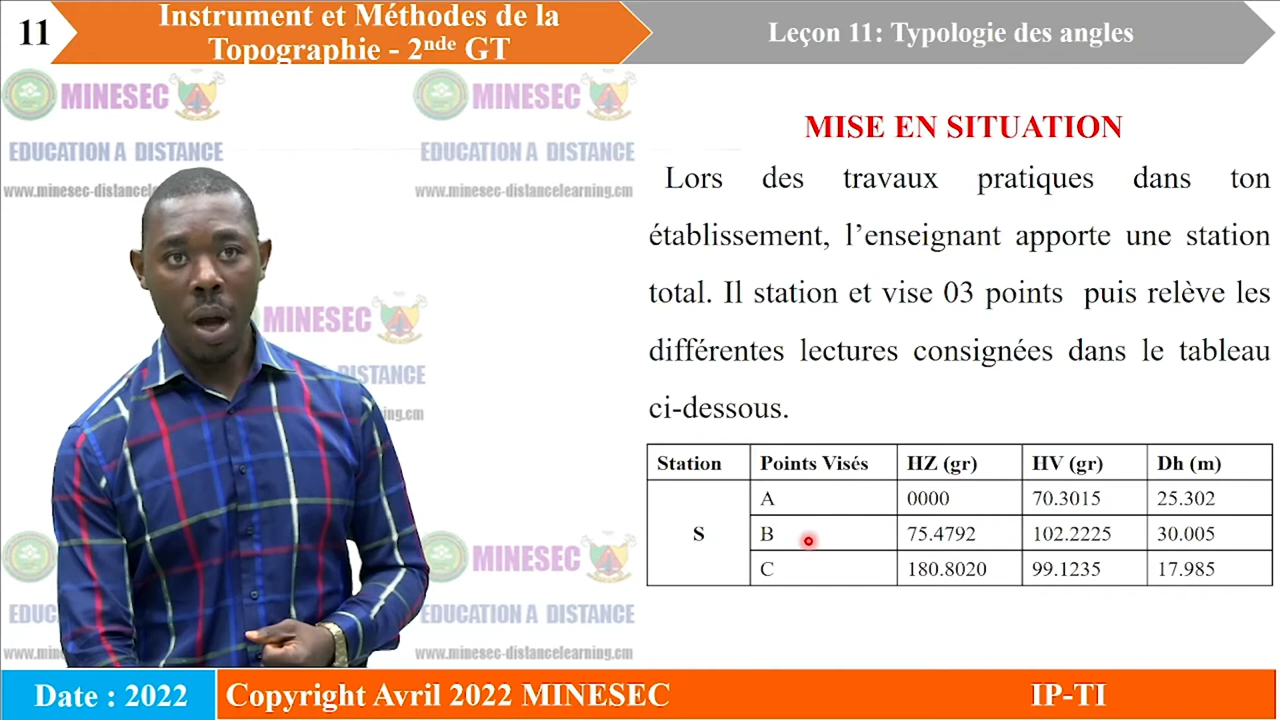 11
Instrument et Méthodes de la
Topographie - 2nde GT
Leçon 11: Typologie des angles
MINESEC
MINESEC
EDUCATION A DISTANCE
EDUCATION A DISTANCE
www.minesec-distancelearning.cm
MISE EN SITUATION
Lors des travaux pratiques dans ton
établissement, l’enseignant apporte une station
total. Il station et vise 03 points puis relève les
différentes lectures consignées dans le tableau
ci-dessous.
MINESEC
DISTANCE
ng.cm
Station Points Visés HZ (gr) HV (gr) Dh (m)
A 0000 70.3015 25.302
S B 75.4792 102.2225 30.005
C 180.8020 99.1235 17.985
MINESEC
EDUCATION A DISTANCE
www.minesec-distancelearning.cm
Date : 2022
Copyright Avril 2022 MINESEC
IP-TI